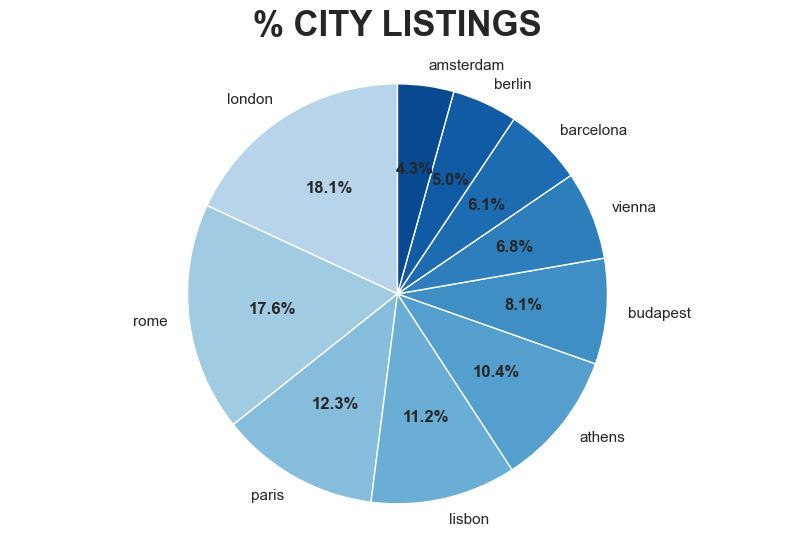 % CITY LISTINGS
london
18.1%
rome
17.6%
paris
12.3%
lisbon
11.2%
athens
10.4%
budapest
8.1%
vienna
6.8%
barcelona
6.1%
berlin
5.0%
amsterdam
4.3%